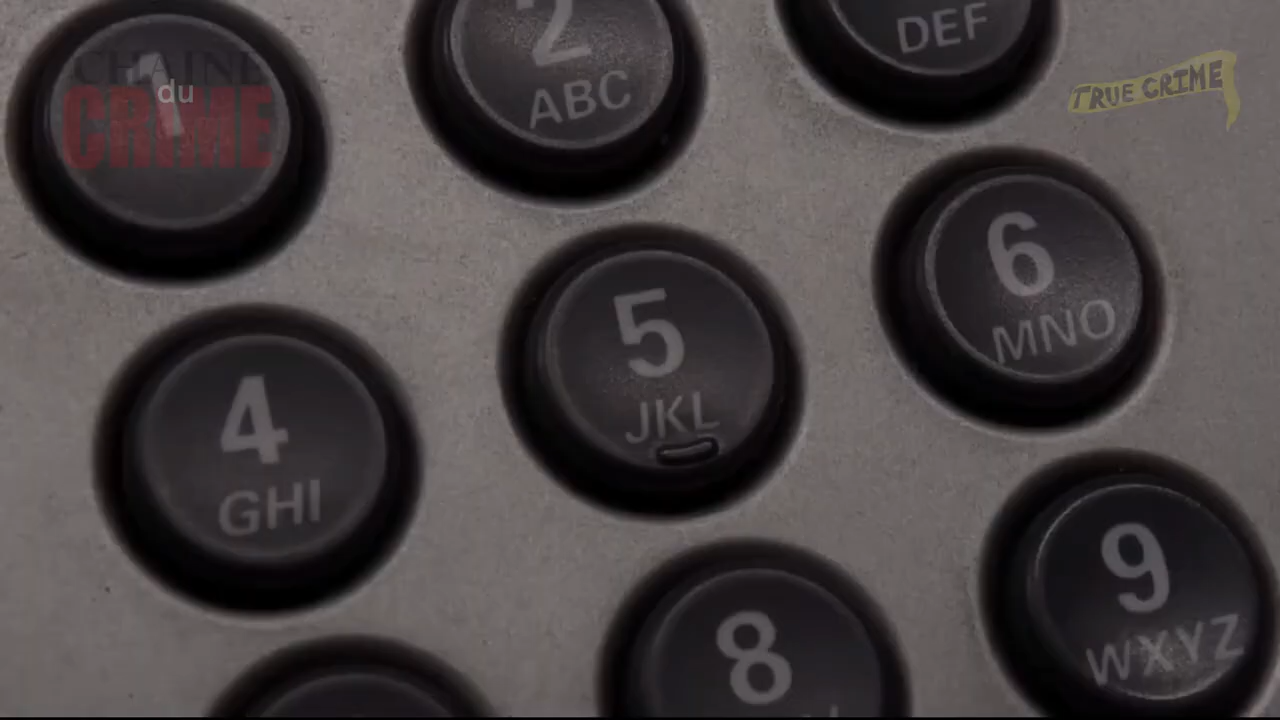 CHAINE
du
CRIME
1
2
ABC
DEF
TRUE CRIME
4
GHI
5
JKL
6
MNO
8
9
WXYZ